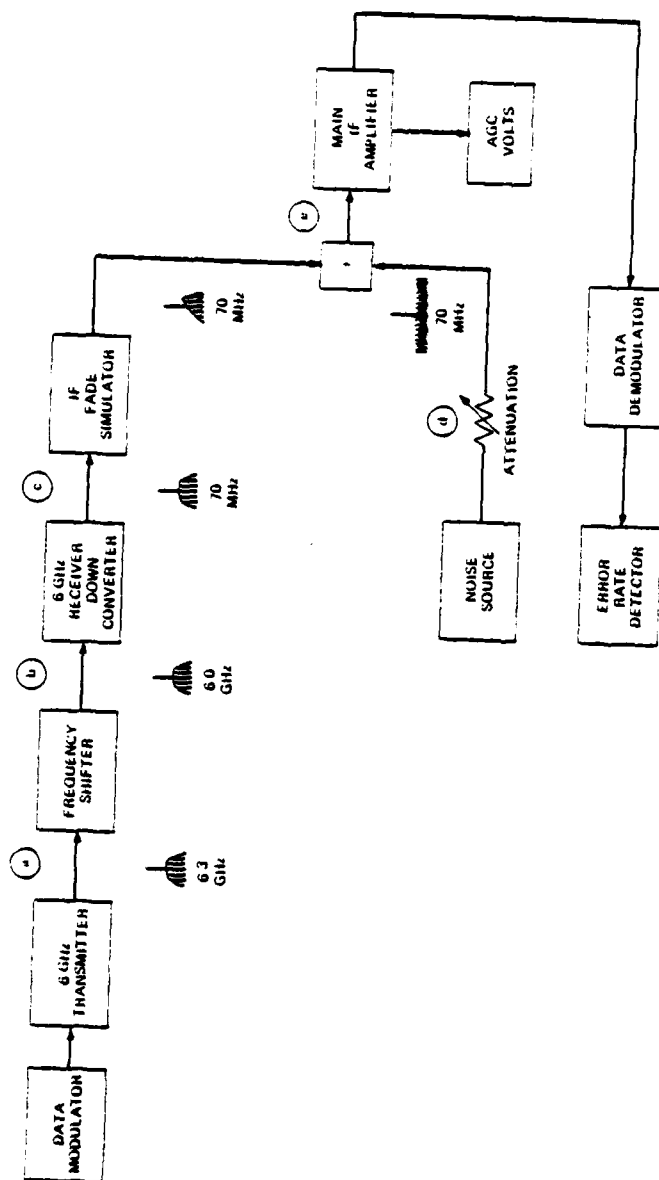 DATA
MODULATOR
6 GHz
TRANSMITTER
a
6.3
GHz
FREQUENCY
SHIFTER
b
6.0
GHz
6 GHz
RECEIVER
DOWN
CONVERTER
c
70
MHz
IF
FADE
SIMULATOR
70
MHz
+
e
MAIN
IF
AMPLIFIER
AGC
VOLTS
NOISE
SOURCE
d
ATTENUATION
70
MHz
DATA
DEMODULATOR
ERROR
RATE
DETECTOR